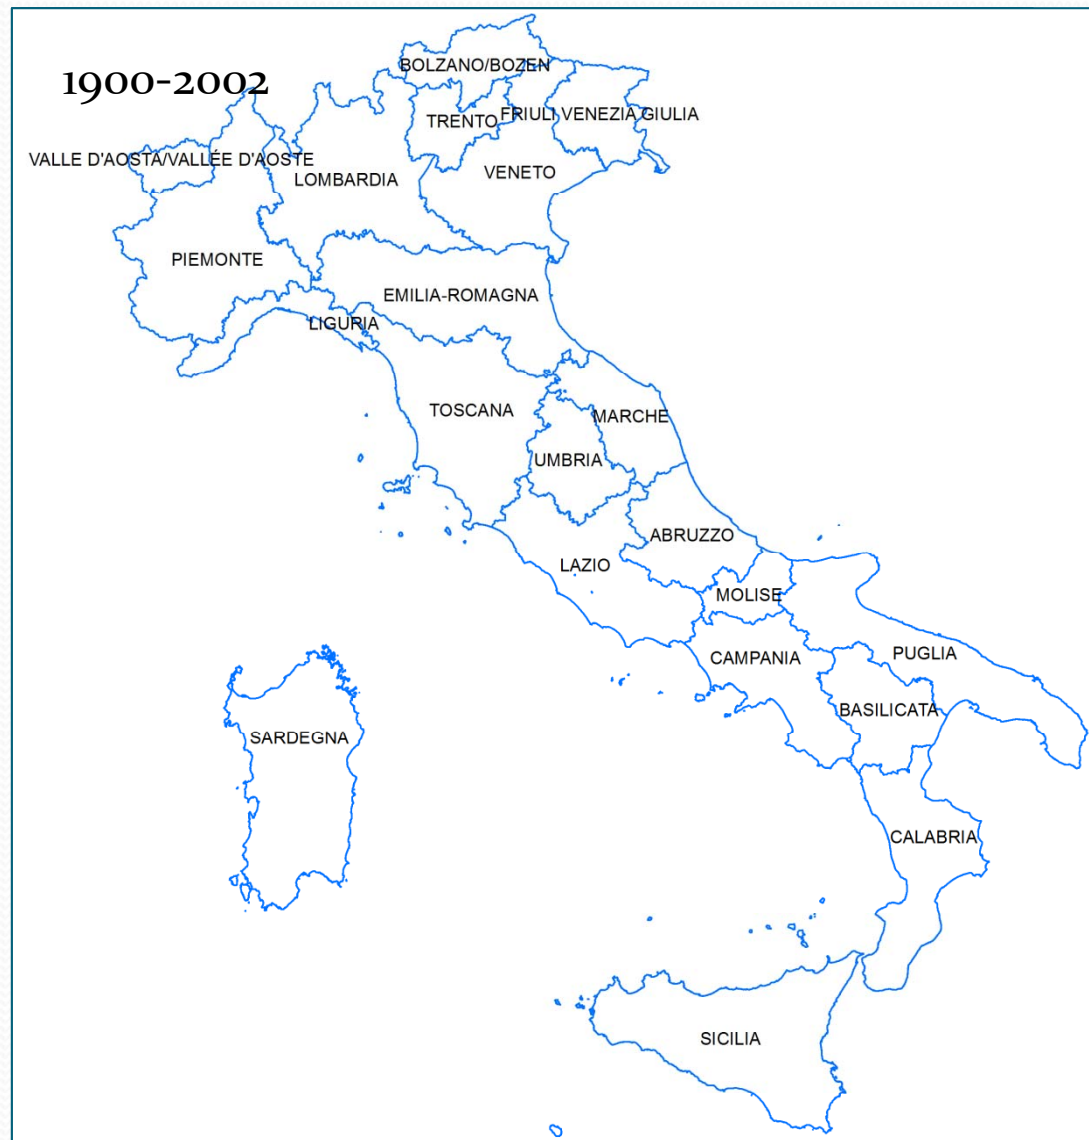 1900-2002
BOLZANO/BOZEN
TRENTO
FRIULI VENEZIA GIULIA
VALLE D'AOSTA/VALLÉE D'AOSTE
LOMBARDIA
VENETO
PIEMONTE
EMILIA-ROMAGNA
LIGURIA
TOSCANA
MARCHE
UMBRIA
ABRUZZO
LAZIO
MOLISE
CAMPANIA
PUGLIA
BASILICATA
SARDEGNA
CALABRIA
SICILIA